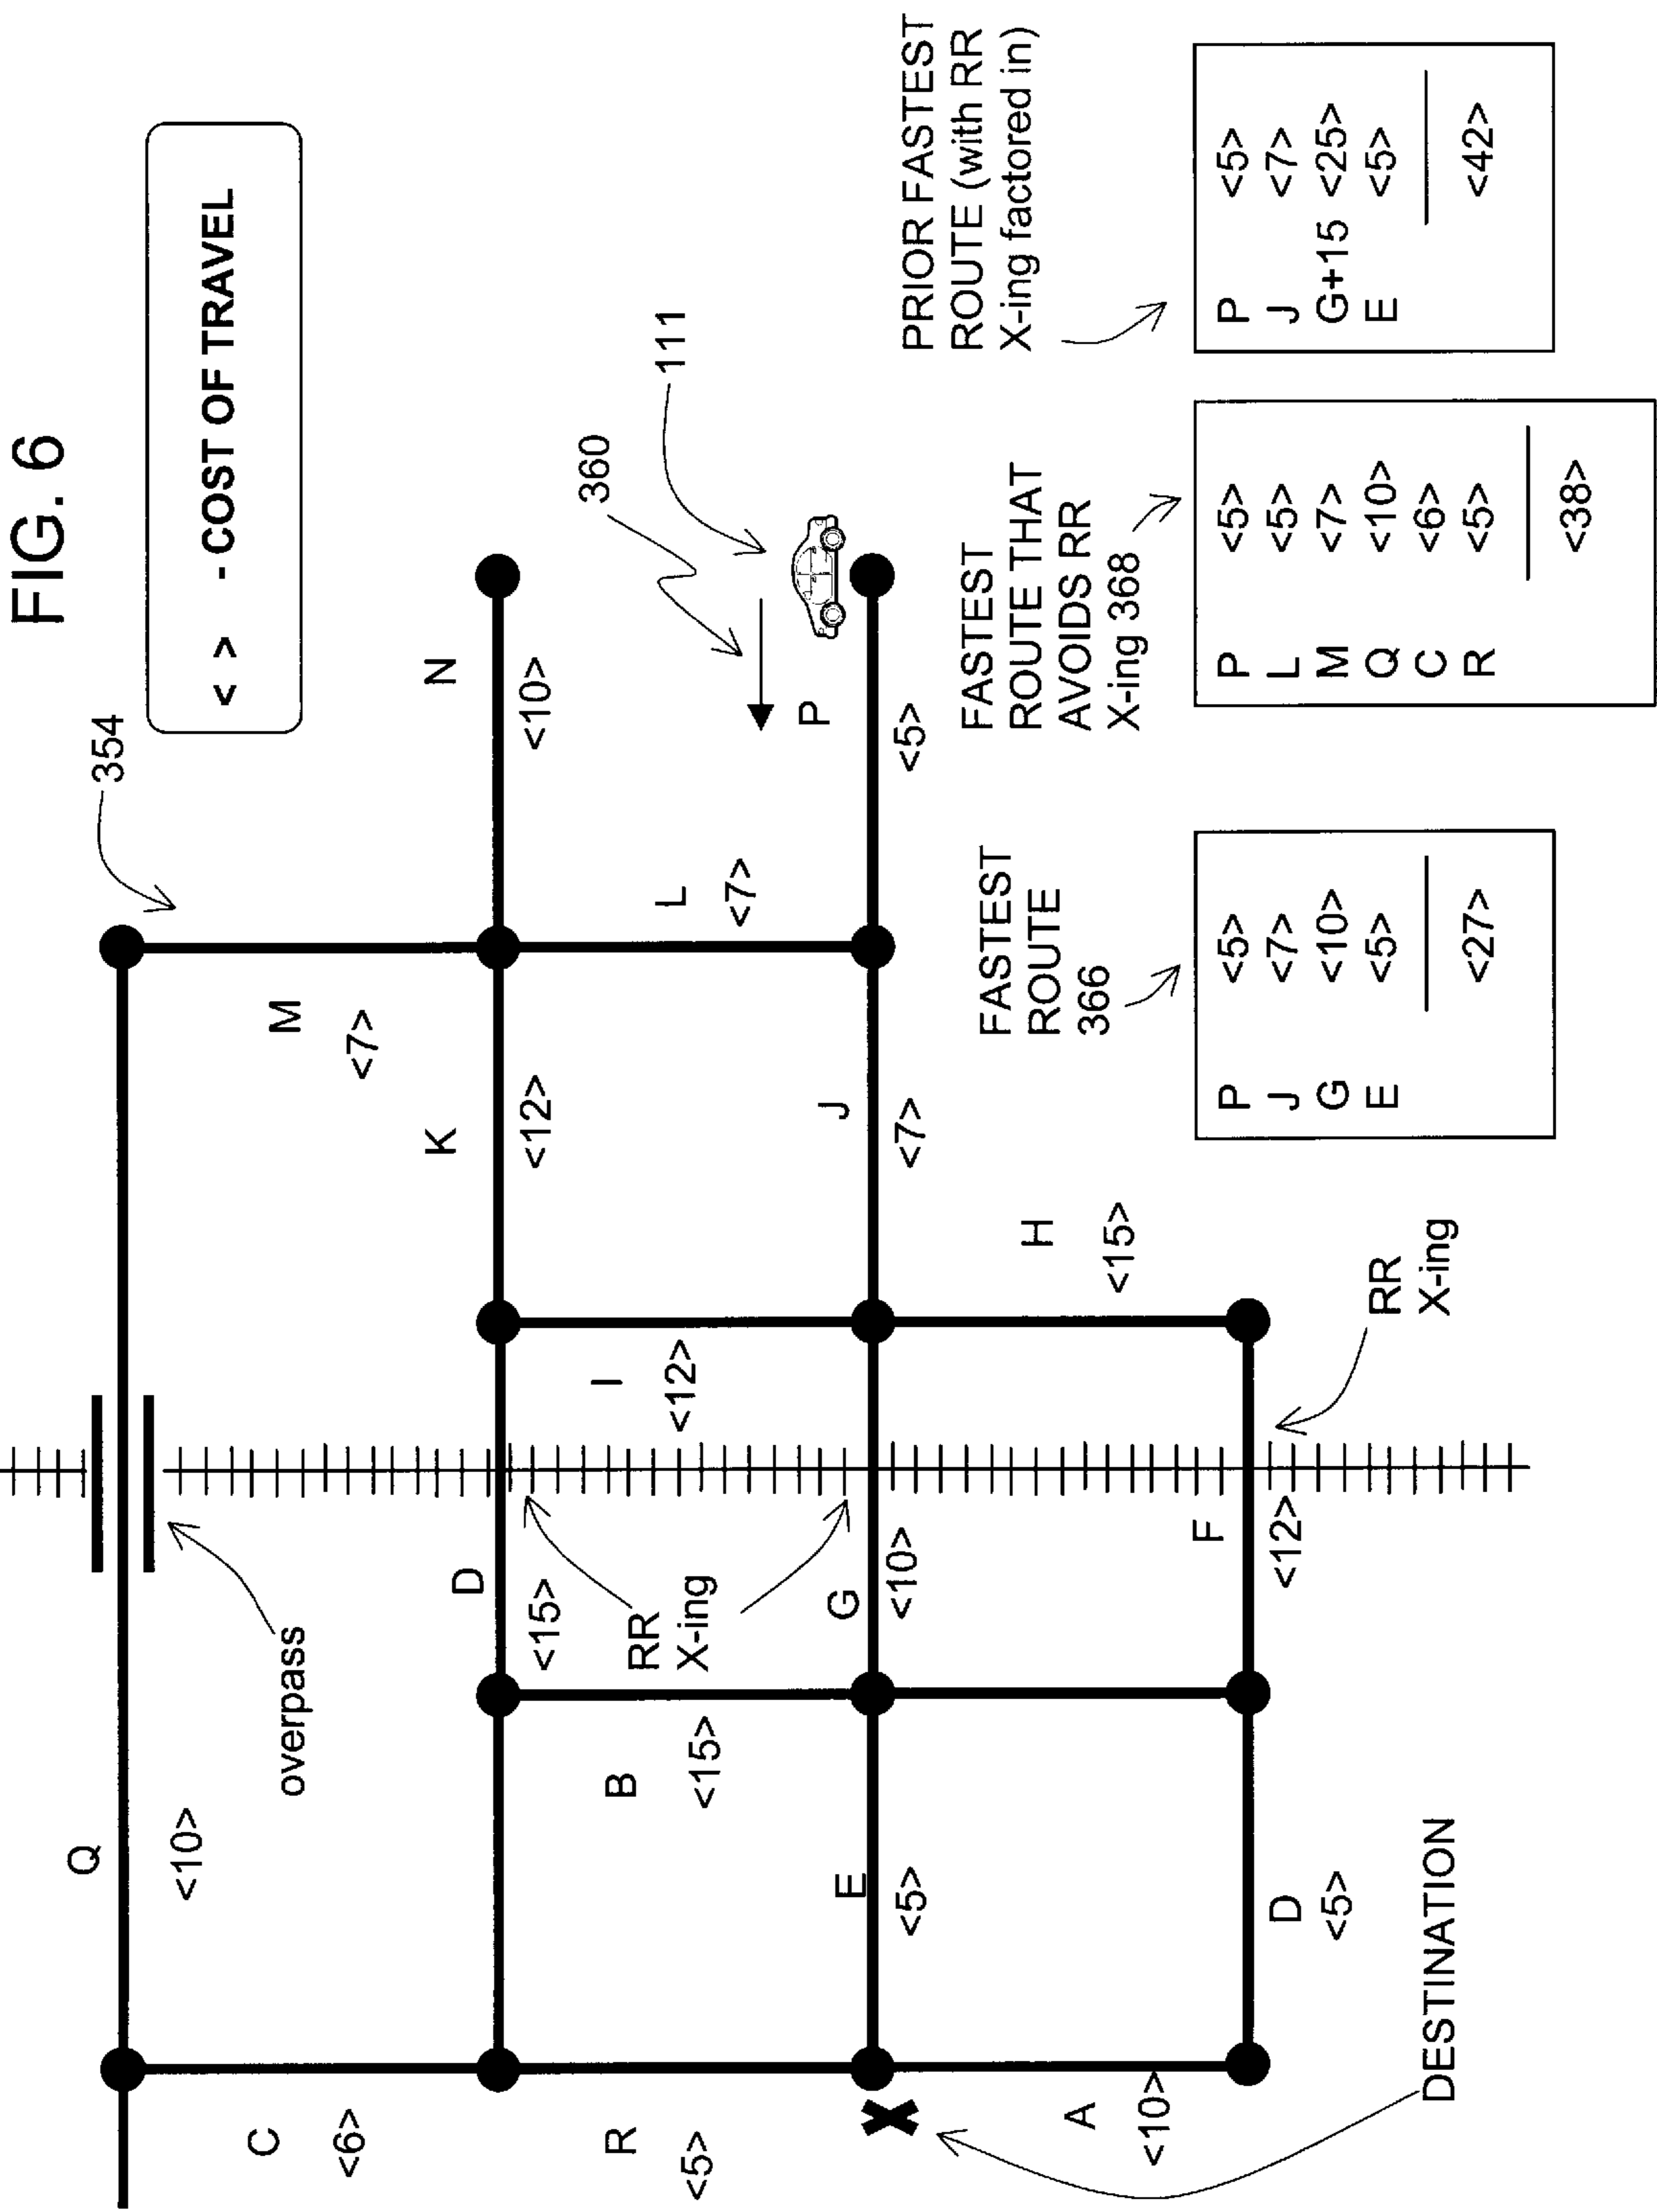 FIG. 6
< > - COST OF TRAVEL
354
Q
<10>
overpass
M
<7>
C
<6>
D
<15>
K
<12>
N
<10>
360
111
R
<5>
B
<15>
RR
X-ing
I
<12>
L
<7>
P
<5>
E
<5>
G
<10>
J
<7>
A
<10>
D
<5>
F
<12>
H
<15>
RR
X-ing
DESTINATION
FASTEST
ROUTE
366
P <5>
J <7>
G <10>
E <5>
<27>
FASTEST
ROUTE THAT
AVOIDS RR
X-ing 368
P <5>
L <5>
M <7>
Q <10>
C <6>
R <5>
<38>
PRIOR FASTEST
ROUTE (with RR
X-ing factored in)
P <5>
J <7>
G+15 <25>
E <5>
<42>